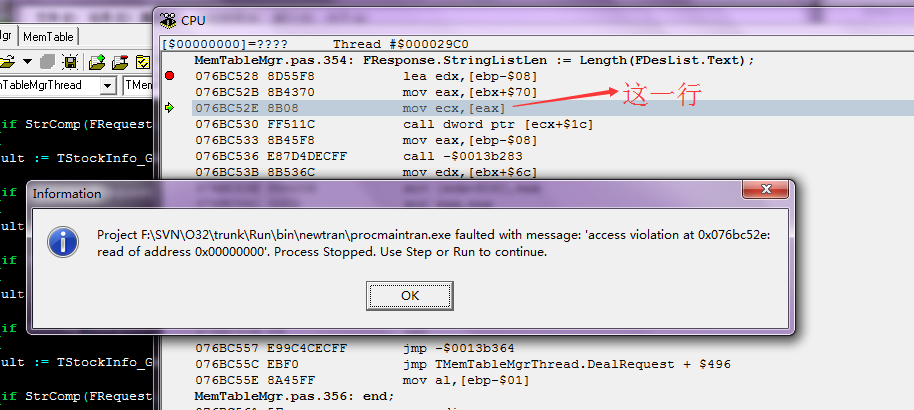 CPU
[$00000000]=???? Thread #$000029C0
Mgr MemTable
MemTableMgr.pas.354: FResponse.StringListLen := Length(FDesList.Text);
076BC528 8D55F8 lea edx,[ebp-$08]
076BC52B 8B4370 mov eax,[ebx+$70]
076BC52E 8B08 mov ecx,[eax]
这一行
076BC530 FF511C call dword ptr [ecx+$1c]
076BC533 8B45F8 mov eax,[ebp-$08]
076BC536 E87D4DECFF call -$0013b283
076BC53B 8B536C mov edx,[ebx+$6c]
emTableMgrThread TMem
if StrComp(FRequest
ult := TStockInfo_G
if
ult
if
ult
if
ult := TStockInfo_G
if StrComp(FRequest
Information
Project F:\SVN\O32\trunk\Run\bin\newtran\procmaintran.exe faulted with message: 'access violation at 0x076bc52e:
read of address 0x00000000'. Process Stopped. Use Step or Run to continue.
OK
076BC557 E99C4CECFF jmp -$0013b364
076BC55C EBF0 jmp TMemTableMgrThread.DealRequest + $496
076BC55E 8A45FF mov al,[ebp-$01]
MemTableMgr.pas.356: end;